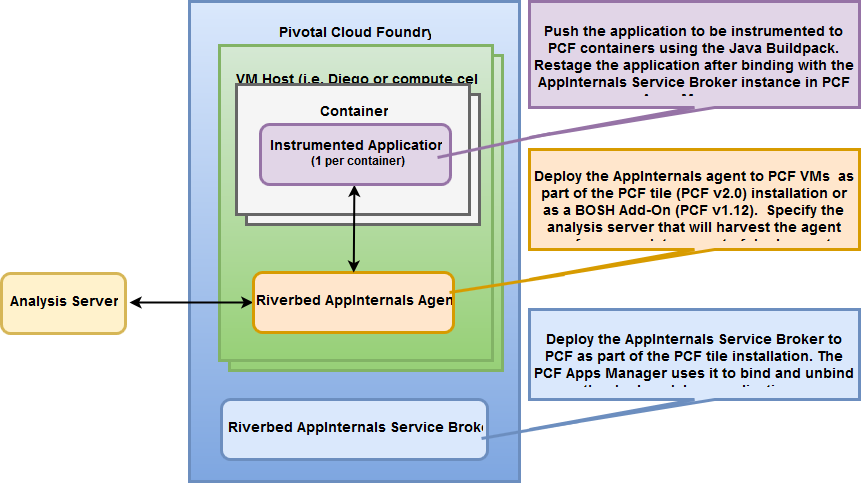 Pivotal Cloud Foundry
VM Host (i.e. Diego or compute cel
Container
Instrumented Application
(1 per container)
Riverbed AppInternals Agen
Analysis Server
Riverbed AppInternals Service Broke
Push the application to be instrumented to
PCF containers using the Java Buildpack.
Restage the application after binding with the
AppInternals Service Broker instance in PCF
Deploy the AppInternals agent to PCF VMs as
part of the PCF tile (PCF v2.0) installation or
as a BOSH Add-On (PCF v1.12). Specify the
analysis server that will harvest the agent
Deploy the AppInternals Service Broker to
PCF as part of the PCF tile installation. The
PCF Apps Manager uses it to bind and unbind